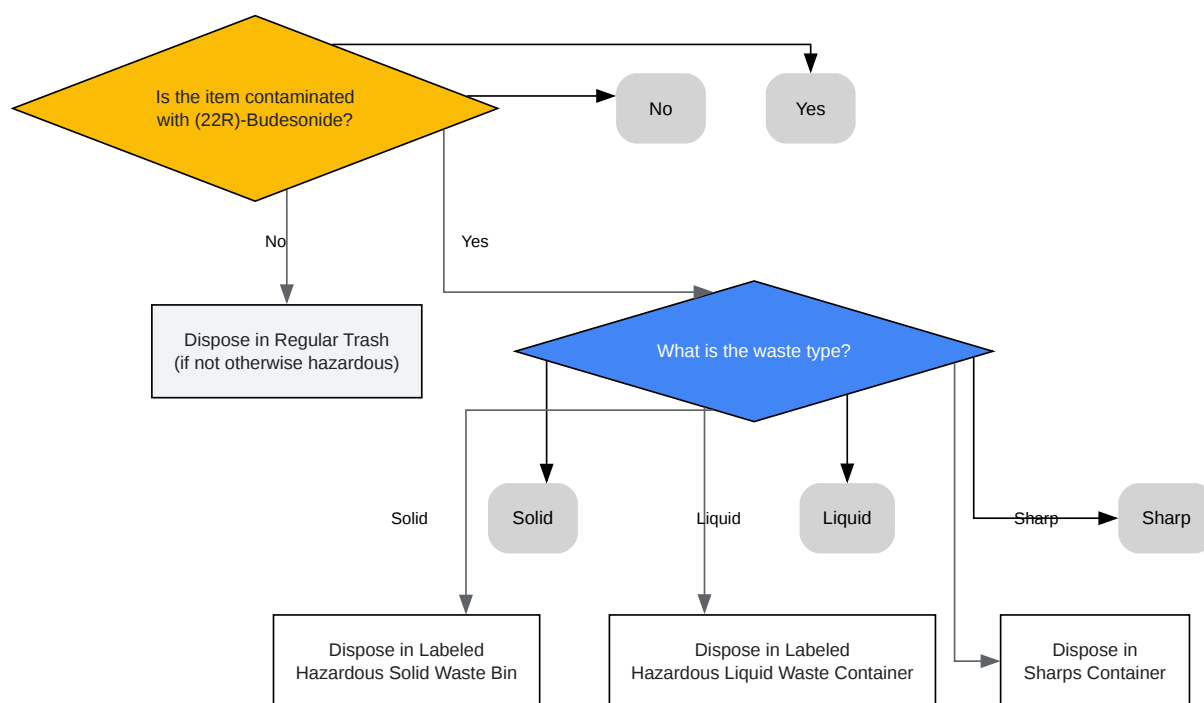 Is the item contaminated
with (22R)-Budesonide?
No
Yes
No
Yes
Dispose in Regular Trash
(if not otherwise hazardous)
What is the waste type?
Solid
Solid
Liquid
Liquid
Sharp
Sharp
Dispose in Labeled
Hazardous Solid Waste Bin
Dispose in Labeled
Hazardous Liquid Waste Container
Dispose in
Sharps Container